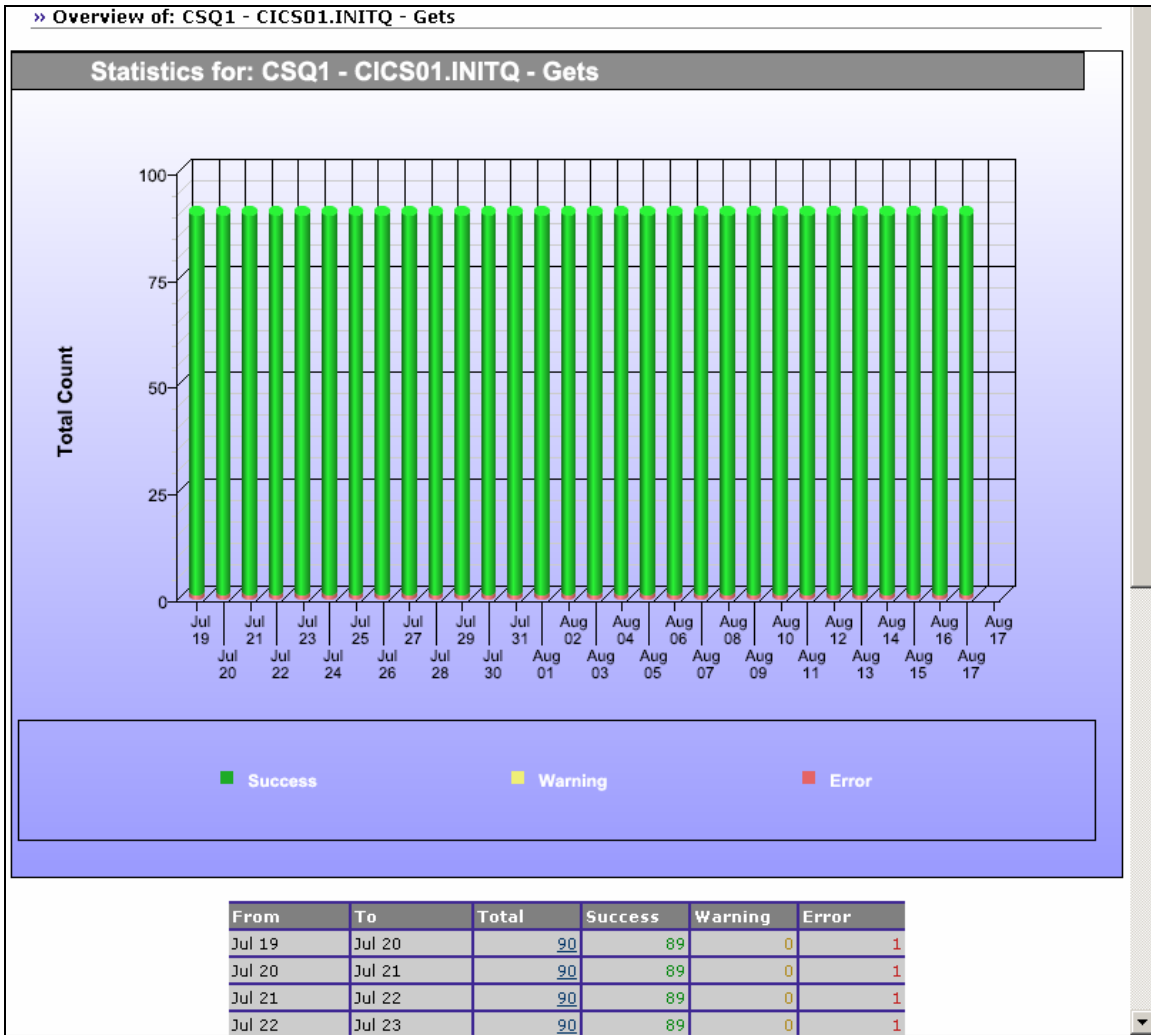 » Overview of: CSQ1 - CICS01.INITQ - Gets
Statistics for: CSQ1 - CICS01.INITQ - Gets
Total Count
100
75
50
25
0
Jul 19 Jul 21 Jul 23 Jul 25 Jul 27 Jul 29 Jul 31 Aug 02 Aug 04 Aug 06 Aug 08 Aug 10 Aug 12 Aug 14 Aug 16 Aug 17
Jul 20 Jul 22 Jul 24 Jul 26 Jul 28 Jul 30 Aug 01 Aug 03 Aug 05 Aug 07 Aug 09 Aug 11 Aug 13 Aug 15 Aug 17
Success Warning Error
From To Total Success Warning Error
Jul 19 Jul 20 90 89 0 1
Jul 20 Jul 21 90 89 0 1
Jul 21 Jul 22 90 89 0 1
Jul 22 Jul 23 90 89 0 1